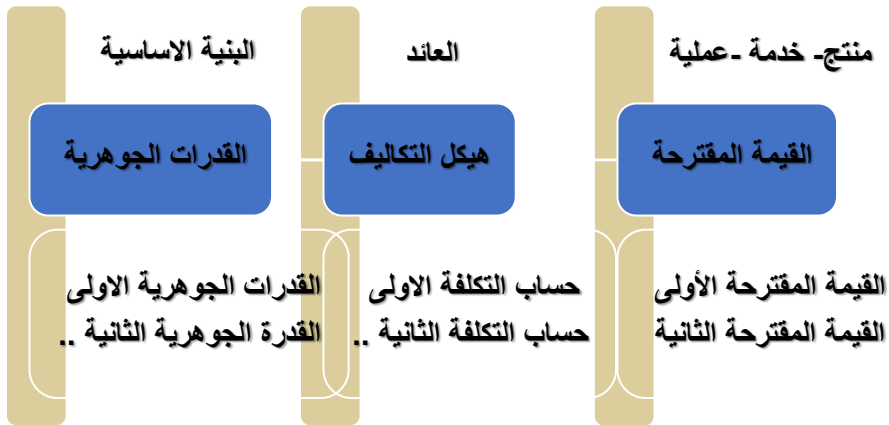 منتج- خدمة -عملية
القيمة المقترحة
القيمة المقترحة الأولى
القيمة المقترحة الثانية
العائد
هيكل التكاليف
حساب التكلفة الاولى
حساب التكلفة الثانية ..
البنية الاساسية
القدرات الجوهرية
القدرات الجوهرية الاولى
القدرة الجوهرية الثانية ..